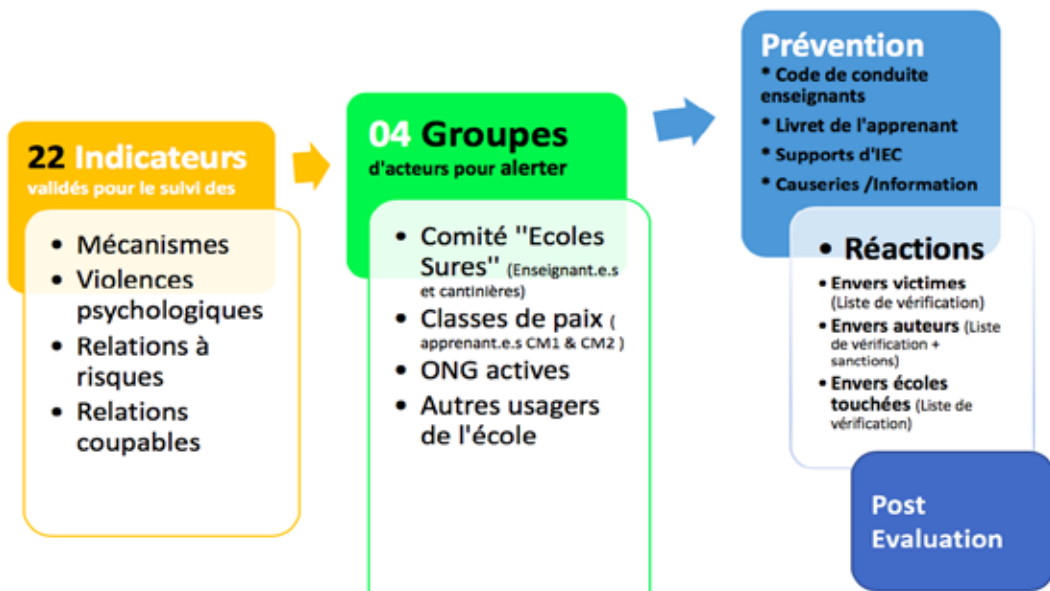 22 Indicateurs
validés pour le suivi des
• Mécanismes
• Violences
psychologiques
• Relations à
risques
• Relations
coupables
04 Groupes
d'acteurs pour alerter
• Comité "Ecoles
Sures" (Enseignant.e.s
et cantinières)
• Classes de paix (
apprenant.e.s CM1 & CM2 )
• ONG actives
• Autres usagers
de l'école
Prévention
* Code de conduite
enseignants
* Livret de l'apprenant
* Supports d'IEC
* Causeries /Information
• Réactions
• Envers victimes
(Liste de vérification)
• Envers auteurs (Liste
de vérification +
sanctions)
• Envers écoles
touchées (Liste de
vérification)
Post
Evaluation